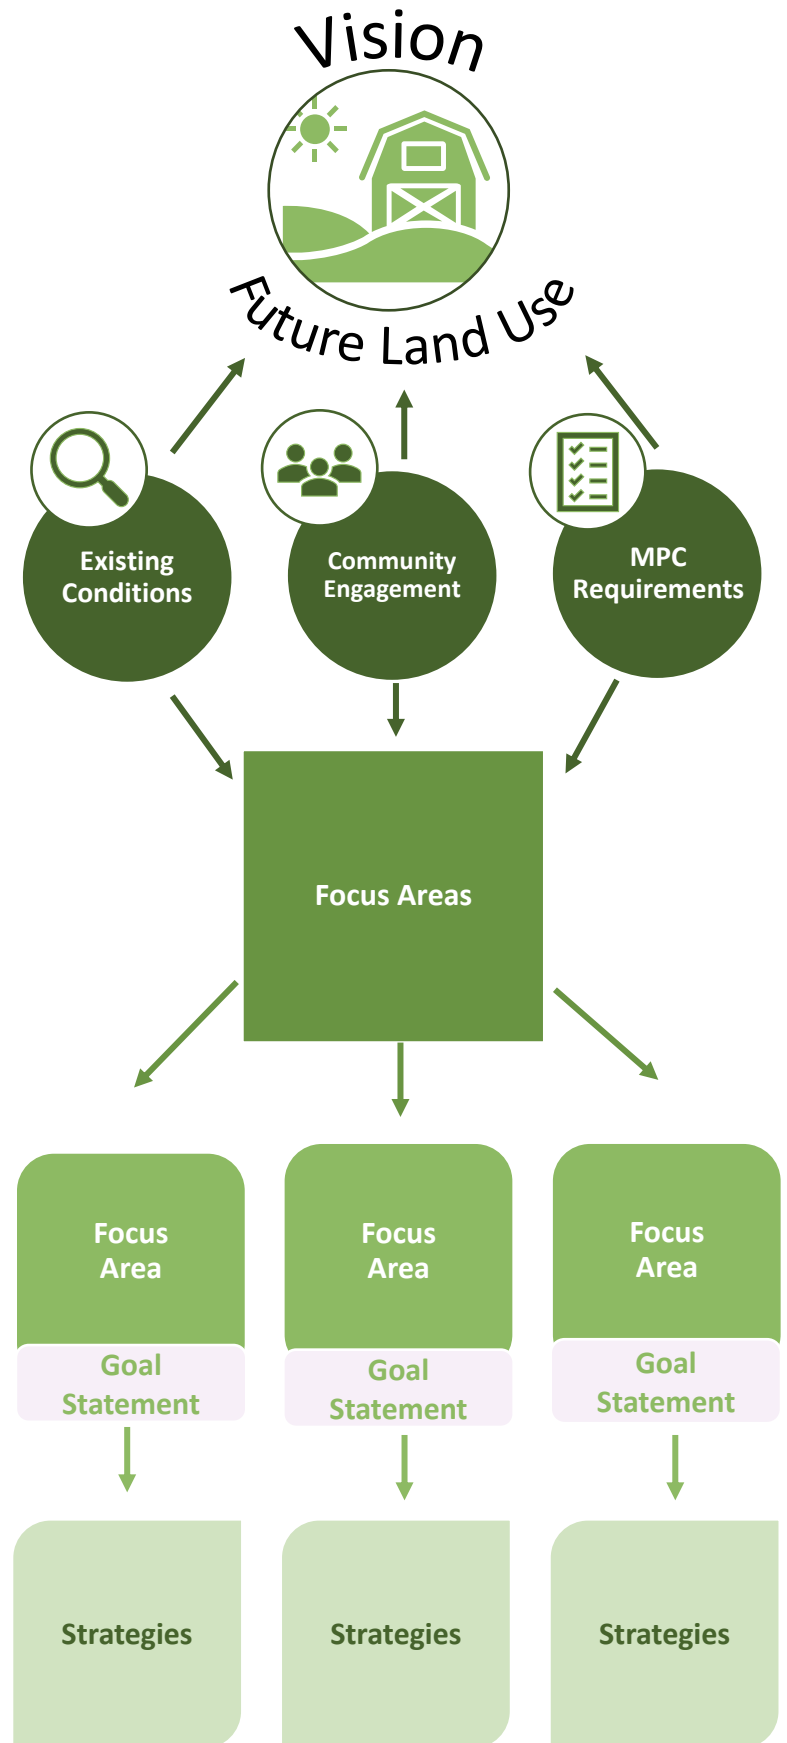 Vision
Future Land Use
Existing
Conditions
Community
Engagement
MPC
Requirements
Focus Areas
Focus
Area
Goal
Statement
Focus
Area
Goal
Statement
Focus
Area
Goal
Statement
Strategies
Strategies
Strategies